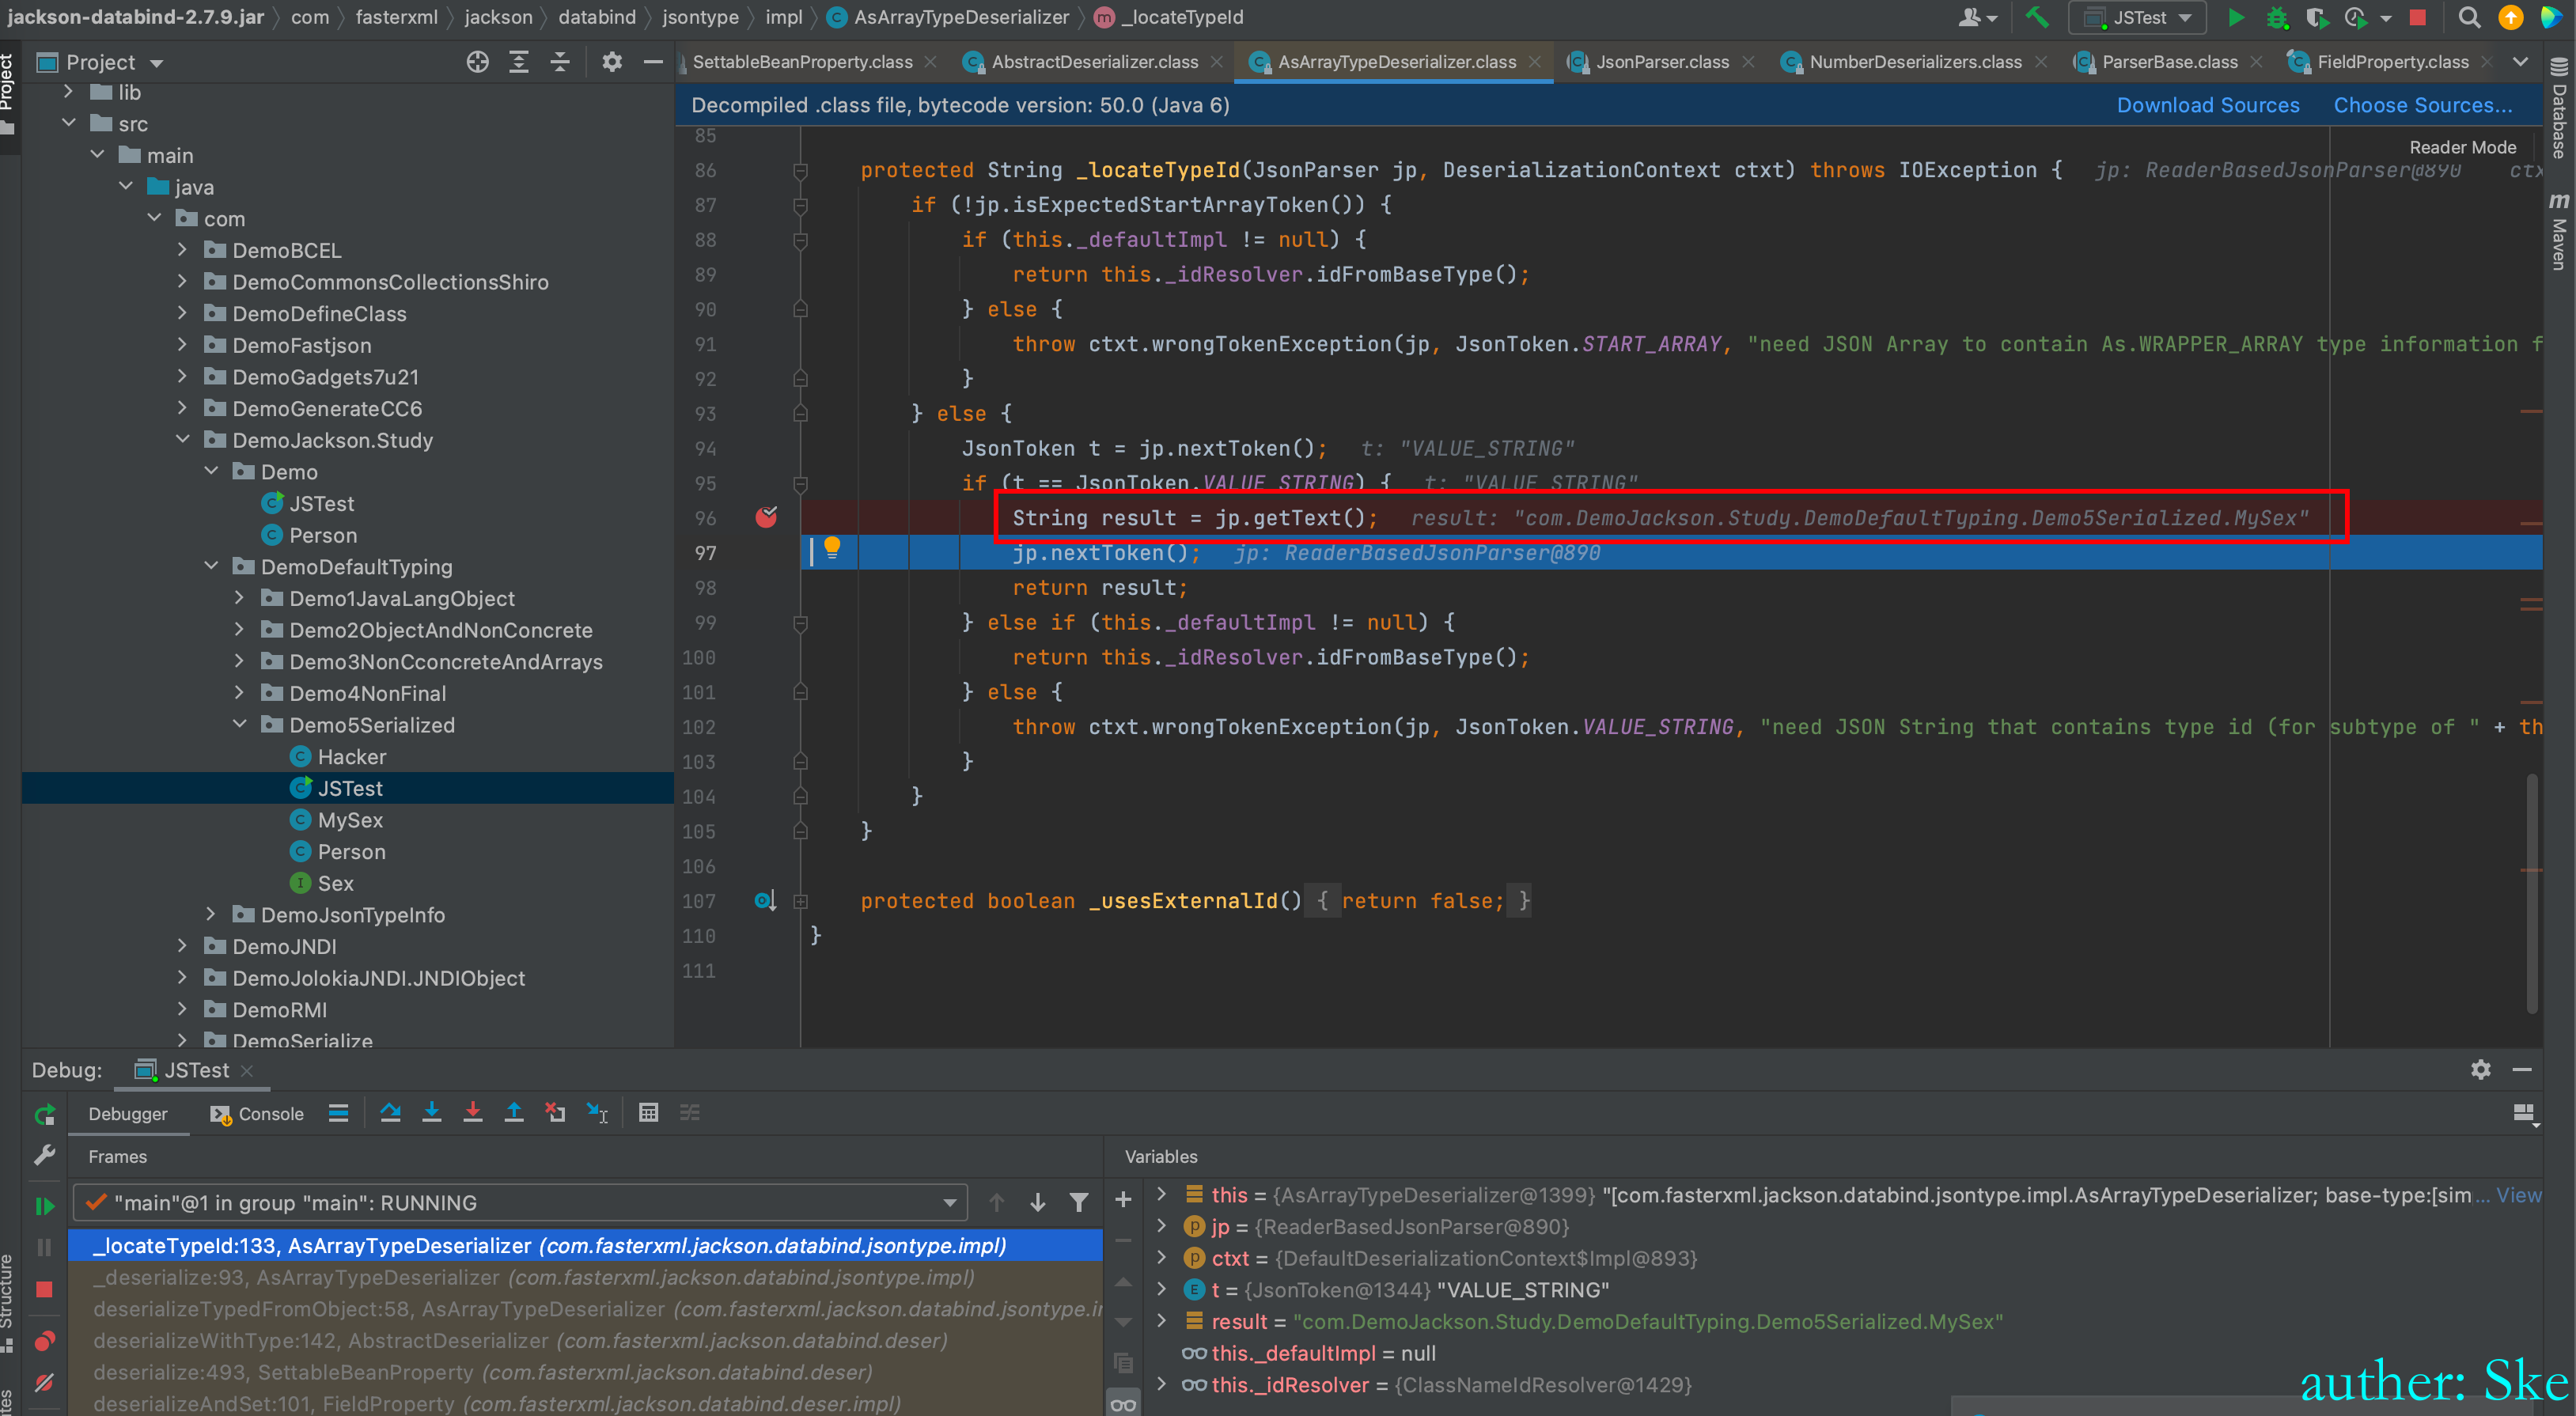 jackson-databind-2.7.9.jar com fasterxml jackson databind jsontype impl AsArrayTypeDeserializer _locateTypeId
JSTest
Project
SettableBeanProperty.class AbstractDeserializer.class AsArrayTypeDeserializer.class JsonParser.class NumberDeserializers.class ParserBase.class FieldProperty.class
Decompiled .class file, bytecode version: 50.0 (Java 6) Download Sources Choose Sources...
Reader Mode
Project
Database
Maven
Structure
lib
src
main
java
com
DemoBCEL
DemoCommonsCollectionsShiro
DemoDefineClass
DemoFastjson
DemoGadgets7u21
DemoGenerateCC6
DemoJackson.Study
Demo
JSTest
Person
DemoDefaultTyping
Demo1JavaLangObject
Demo2ObjectAndNonConcrete
Demo3NonCconcreteAndArrays
Demo4NonFinal
Demo5Serialized
Hacker
JSTest
MySex
Person
Sex
DemoJsonTypeInfo
DemoJNDI
DemoJolokiaJNDI.JNDIObject
DemoRMI
DemoSerialize
85
86 protected String _locateTypeId(JsonParser jp, DeserializationContext ctxt) throws IOException { jp: ReaderBasedJsonParser@890 ctx
87 if (!jp.isExpectedStartArrayToken()) {
88 if (this._defaultImpl != null) {
89 return this._idResolver.idFromBaseType();
90 } else {
91 throw ctxt.wrongTokenException(jp, JsonToken.START_ARRAY, "need JSON Array to contain As.WRAPPER_ARRAY type information f
92 }
93 } else {
94 JsonToken t = jp.nextToken(); t: "VALUE_STRING"
95 if (t == JsonToken.VALUE_STRING) { t: "VALUE_STRING"
96 String result = jp.getText(); result: "com.DemoJackson.Study.DemoDefaultTyping.Demo5Serialized.MySex"
97 jp.nextToken(); jp: ReaderBasedJsonParser@890
98 return result;
99 } else if (this._defaultImpl != null) {
100 return this._idResolver.idFromBaseType();
101 } else {
102 throw ctxt.wrongTokenException(jp, JsonToken.VALUE_STRING, "need JSON String that contains type id (for subtype of " + th
103 }
104 }
105 }
106
107 protected boolean _usesExternalId() { return false; }
110 }
111
Debug: JSTest
Debugger Console
Frames
"main"@1 in group "main": RUNNING
_locateTypeId:133, AsArrayTypeDeserializer (com.fasterxml.jackson.databind.jsontype.impl)
_deserialize:93, AsArrayTypeDeserializer (com.fasterxml.jackson.databind.jsontype.impl)
deserializeTypedFromObject:58, AsArrayTypeDeserializer (com.fasterxml.jackson.databind.jsontype.i
deserializeWithType:142, AbstractDeserializer (com.fasterxml.jackson.databind.deser)
deserialize:493, SettableBeanProperty (com.fasterxml.jackson.databind.deser)
deserializeAndSet:101, FieldProperty (com.fasterxml.jackson.databind.deser.impl)
Variables
this = {AsArrayTypeDeserializer@1399} "[com.fasterxml.jackson.databind.jsontype.impl.AsArrayTypeDeserializer; base-type:[sim... View
jp = {ReaderBasedJsonParser@890}
ctxt = {DefaultDeserializationContext$Impl@893}
t = {JsonToken@1344} "VALUE_STRING"
result = "com.DemoJackson.Study.DemoDefaultTyping.Demo5Serialized.MySex"
this._defaultImpl = null
this._idResolver = {ClassNameIdResolver@1429}
auther: Ske